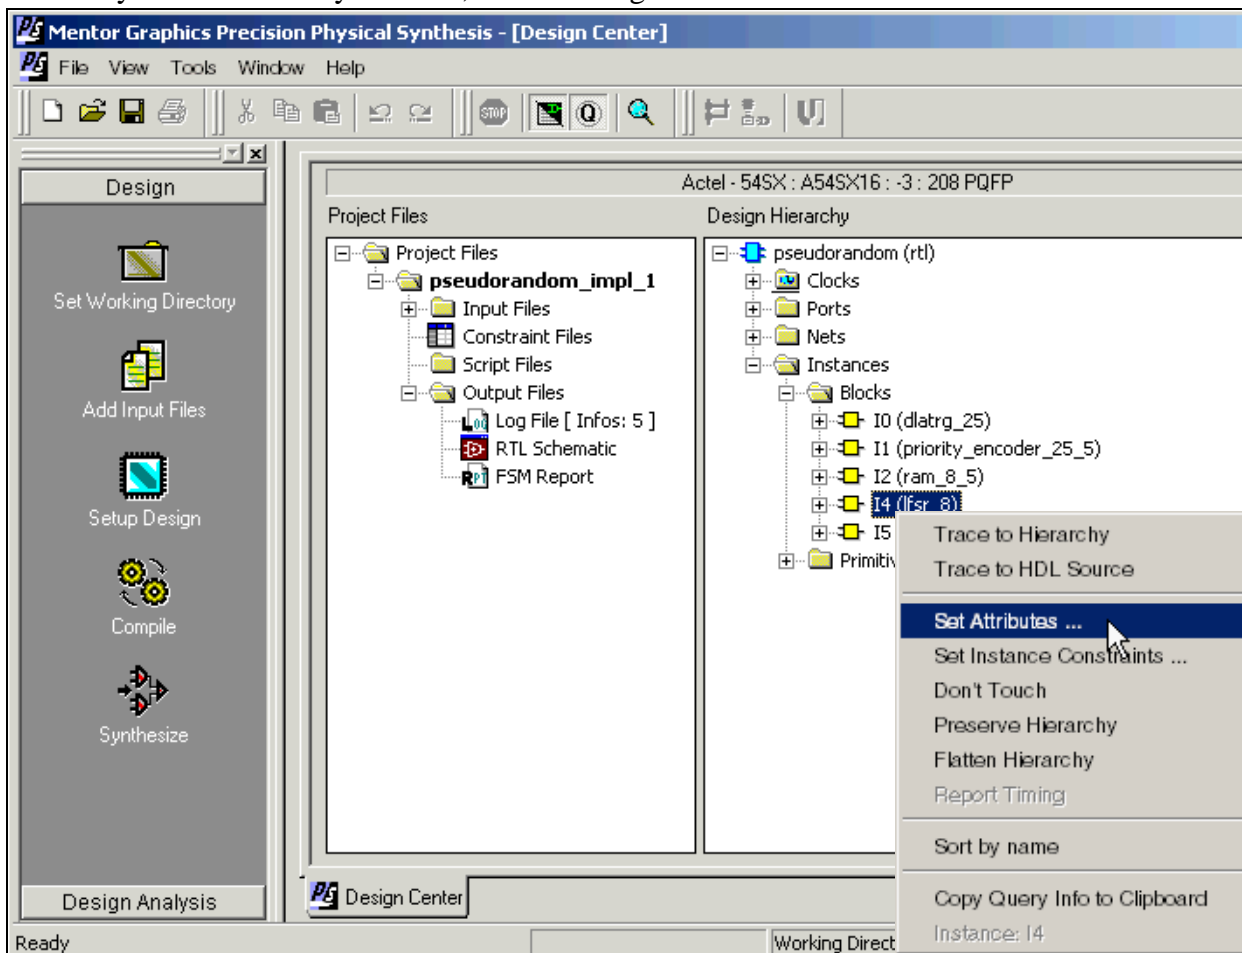 Mentor Graphics Precision Physical Synthesis - [Design Center]
File View Tools Window Help
STOP Q
Design
Set Working Directory
Add Input Files
Setup Design
Compile
Synthesize
Design Analysis
Actel - 54SX : A54SX16 : -3 : 208 PQFP
Project Files
Project Files
pseudorandom_impl_1
Input Files
Constraint Files
Script Files
Output Files
Log File [ Infos: 5 ]
RTL Schematic
FSM Report
Design Hierarchy
pseudorandom (rtl)
Clocks
Ports
Nets
Instances
Blocks
I0 (dlatrg_25)
I1 (priority_encoder_25_5)
I2 (ram_8_5)
I4 (lfsr_8)
I5
Primitiv
Trace to Hierarchy
Trace to HDL Source
Set Attributes ...
Set Instance Constraints ...
Don't Touch
Preserve Hierarchy
Flatten Hierarchy
Report Timing
Sort by name
Copy Query Info to Clipboard
Instance: I4
Design Center
Ready
Working Direct